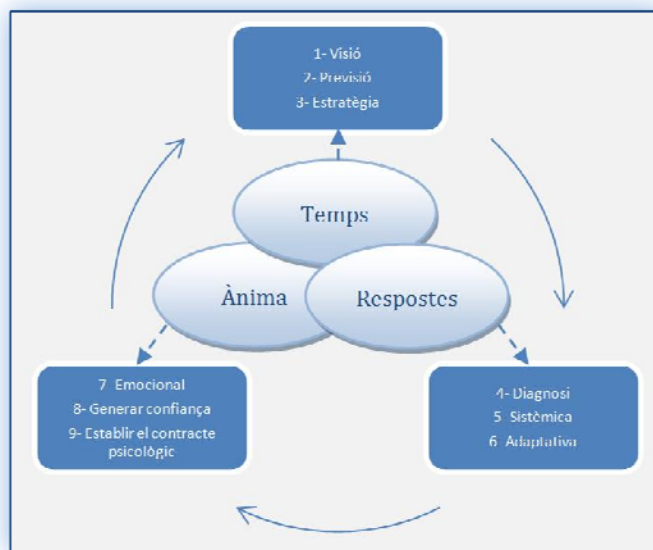 1- Visió
2- Previsió
3- Estratègia
Temps
Ànima
Respostes
7 Emocional
8- Generar confiança
9- Establir el contracte
psicològic
4- Diagnosi
5 Sistèmica
6 Adaptativa